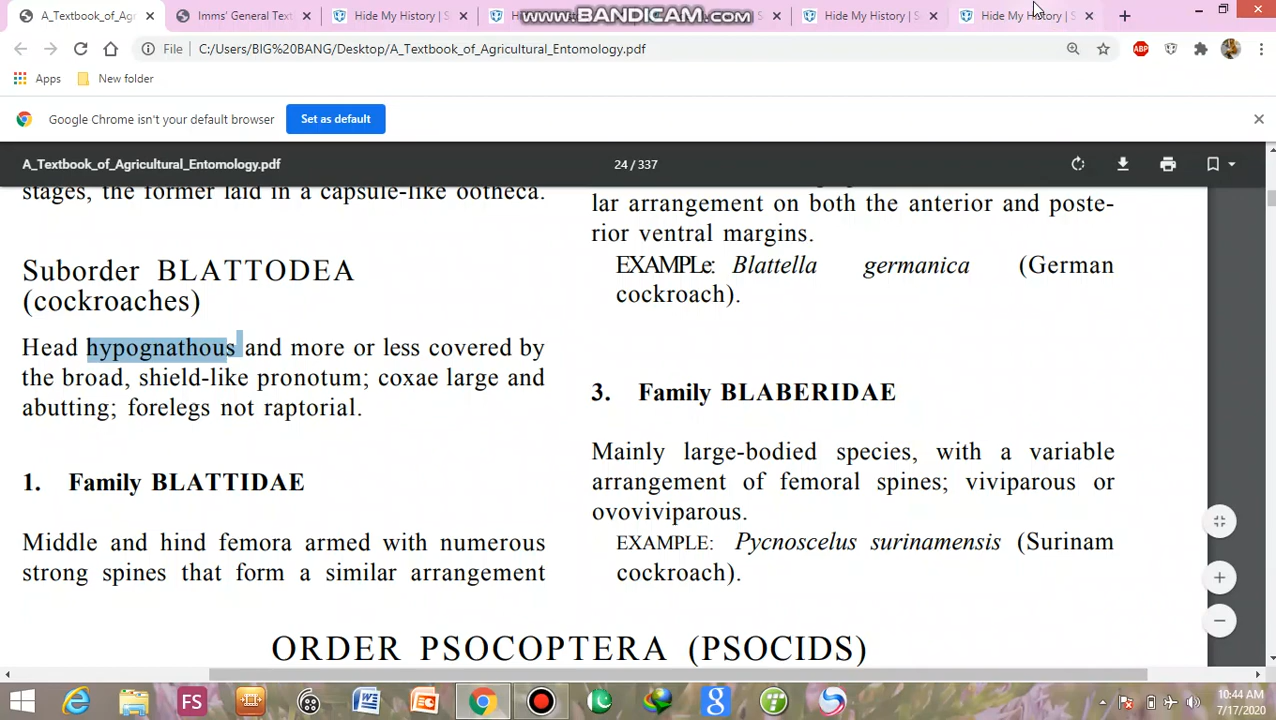 A_Textbook_of_Agr
Imms' General Text
Hide My History | S
www.BANDICAM.com
Hide My History | S
Hide My History | S
File
C:/Users/BIG%20BANG/Desktop/A_Textbook_of_Agricultural_Entomology.pdf
ABP
Apps
New folder
Google Chrome isn't your default browser
Set as default
A_Textbook_of_Agricultural_Entomology.pdf
24 / 337
stages, the former laid in a capsule-like ootheca.
Suborder BLATTODEA
(cockroaches)
Head hypognathous and more or less covered by
the broad, shield-like pronotum; coxae large and
abutting; forelegs not raptorial.
1. Family BLATTIDAE
Middle and hind femora armed with numerous
strong spines that form a similar arrangement
lar arrangement on both the anterior and poste-
rior ventral margins.
EXAMPLe: Blattella germanica (German
cockroach).
3. Family BLABERIDAE
Mainly large-bodied species, with a variable
arrangement of femoral spines; viviparous or
ovoviviparous.
EXAMPLE: Pycnoscelus surinamensis (Surinam
cockroach).
ORDER PSOCOPTERA (PSOCIDS)
FS
10:44 AM
7/17/2020